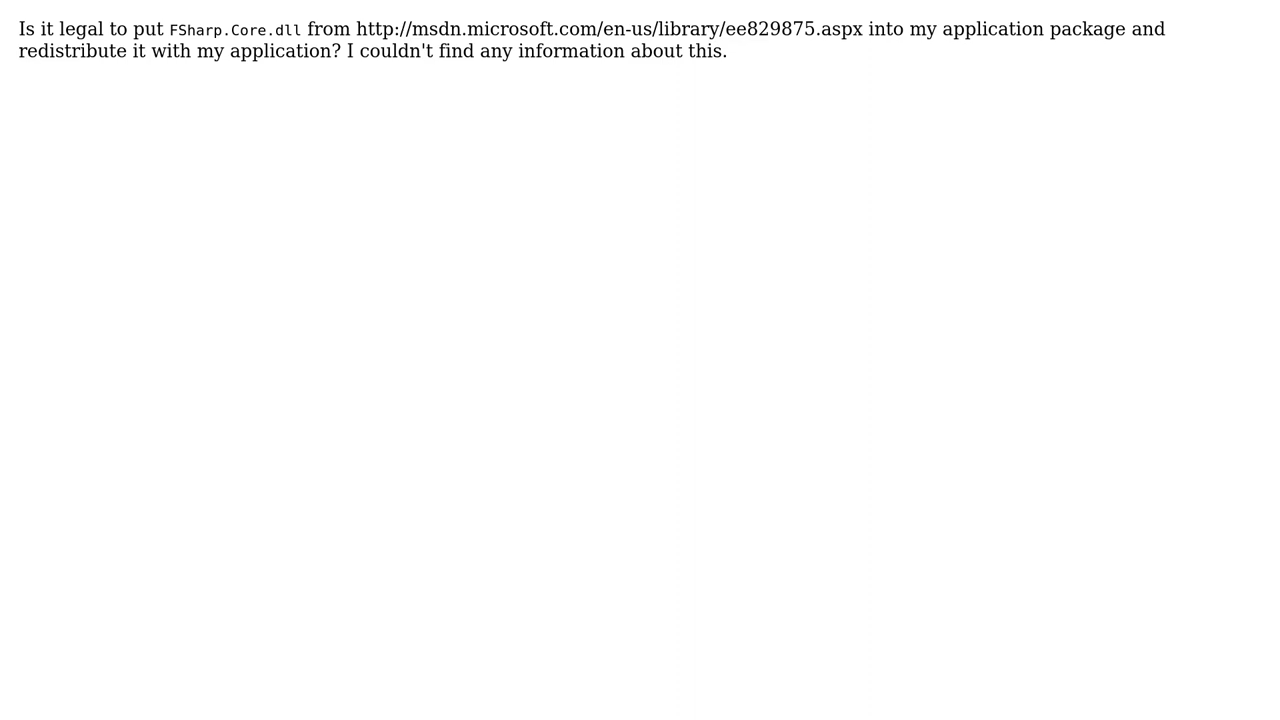 Is it legal to put FSharp.Core.dll from http://msdn.microsoft.com/en-us/library/ee829875.aspx into my application package and
redistribute it with my application? I couldn't find any information about this.